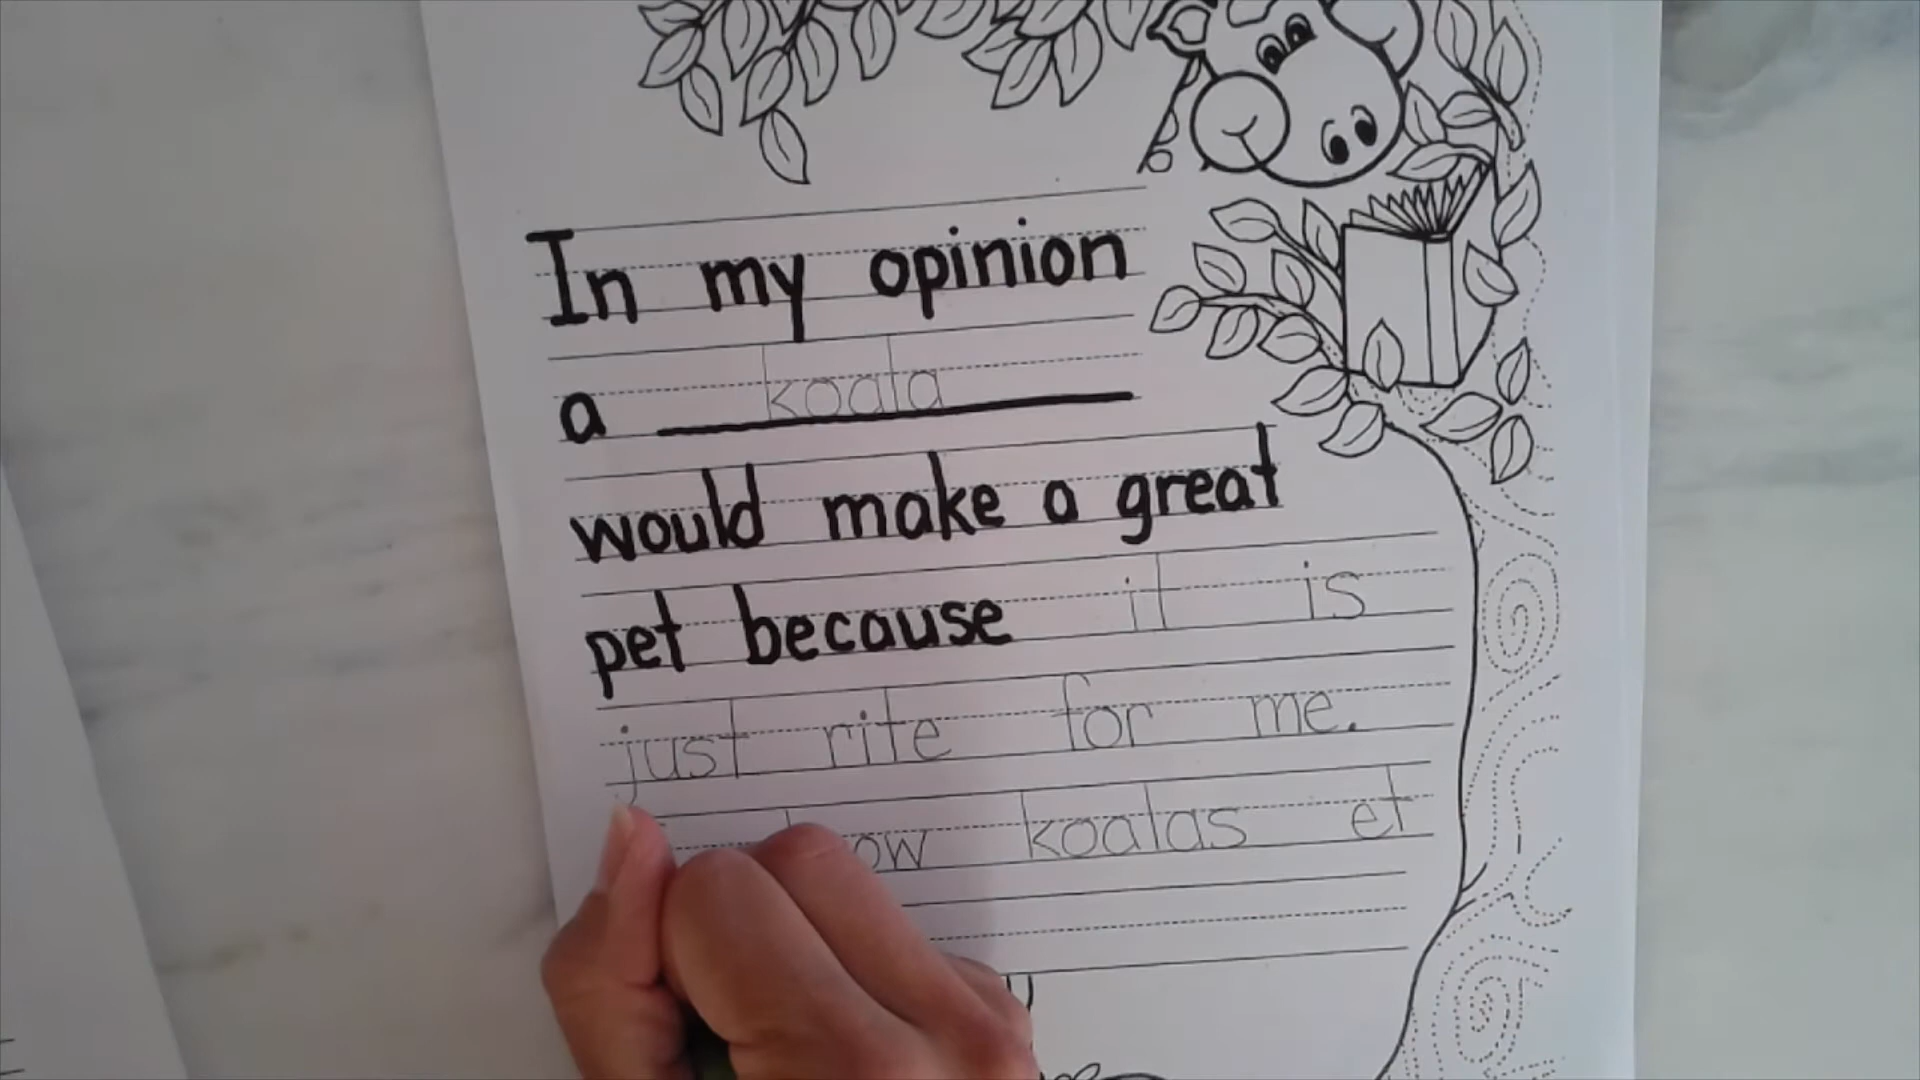 In my opinion
a koala
would make a great
pet because it is
just rite for me.
koalas et